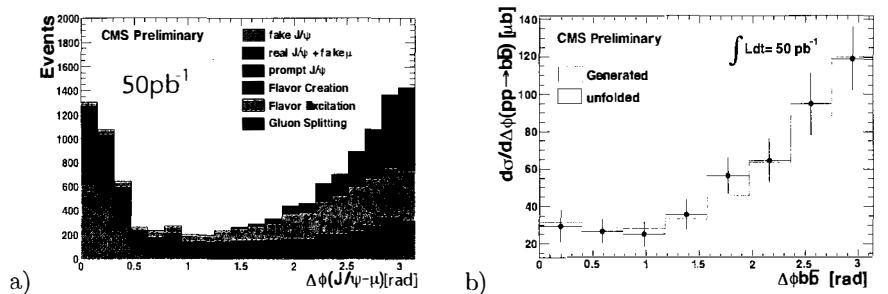 a)
Events
2000
1800
1600
1400
1200
1000
800
600
400
200
0
CMS Preliminary
50pb⁻¹
fake J/ψ
real J/ψ + fake μ
prompt J/ψ
Flavor Creation
Flavor Excitation
Gluon Splitting
0 0.5 1 1.5 2 2.5 3
Δϕ(J/ψ-μ)[rad]
b)
dσ/dΔϕ(pp→bb̄) [μb]
140
120
100
80
60
40
20
0
CMS Preliminary
∫ Ldt= 50 pb⁻¹
Generated
unfolded
0 0.5 1 1.5 2 2.5 3
Δϕbb̄ [rad]